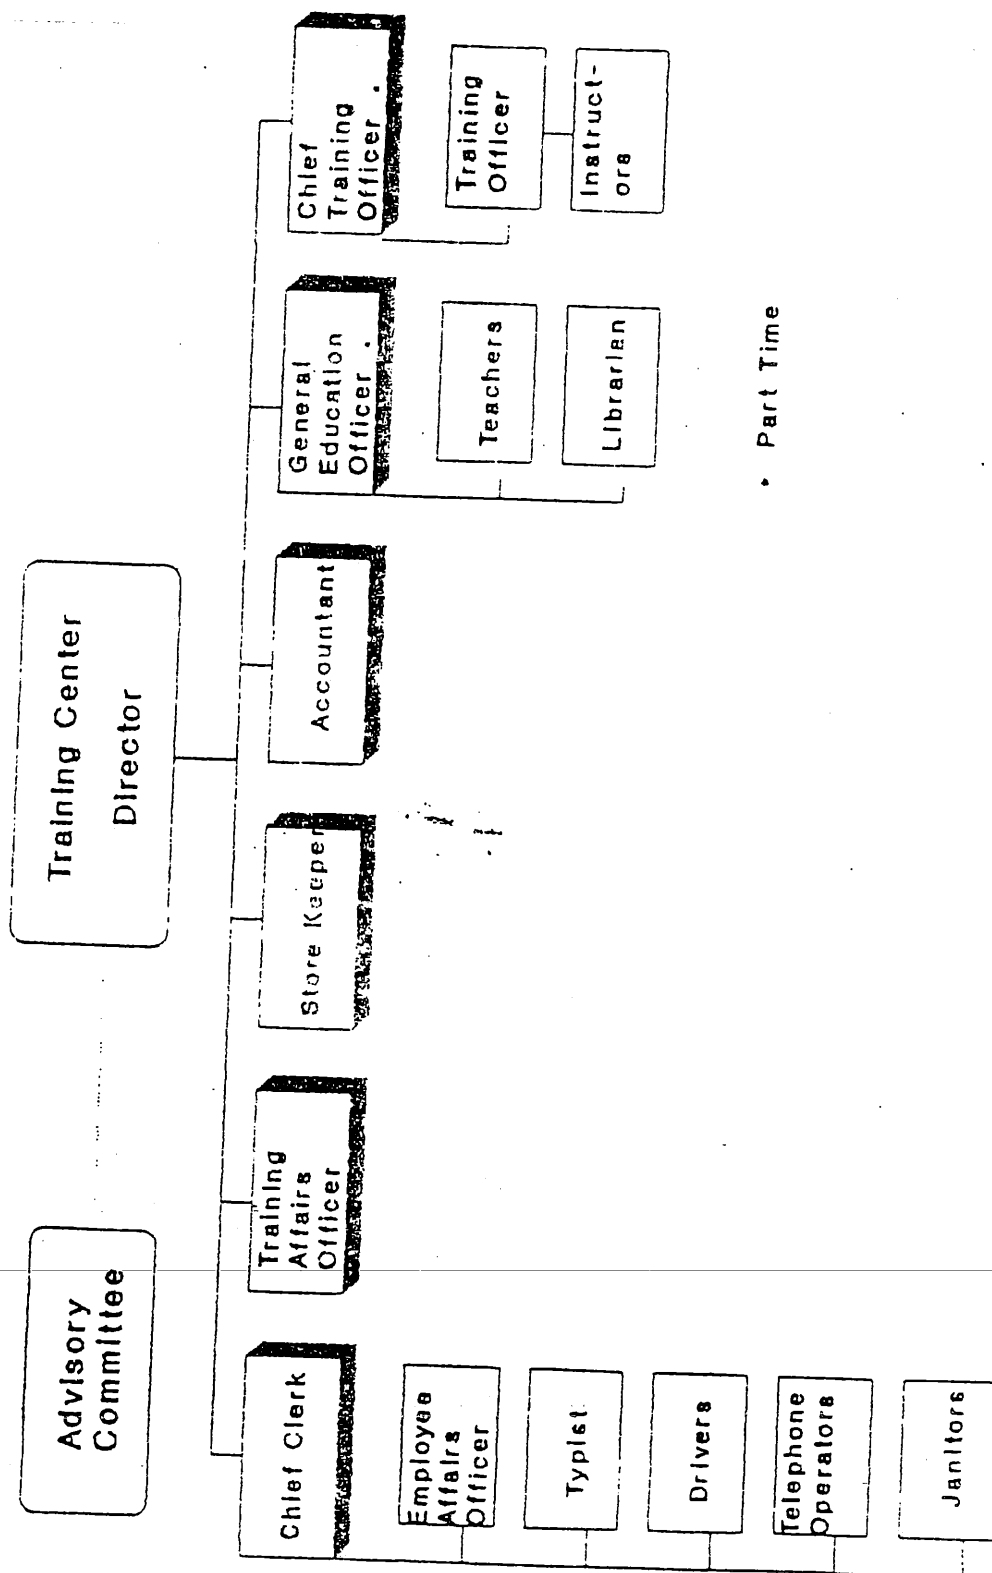 Advisory
Committee
Training Center
Director
Chief Clerk
Training
Affairs
Officer
Store Keeper
Accountant
General
Education
Officer •
Chief
Training
Officer •
Employee
Affairs
Officer
Typist
Drivers
Telephone
Operators
Janitors
Teachers
Librarian
Training
Officer
Instruct-
ors
• Part Time